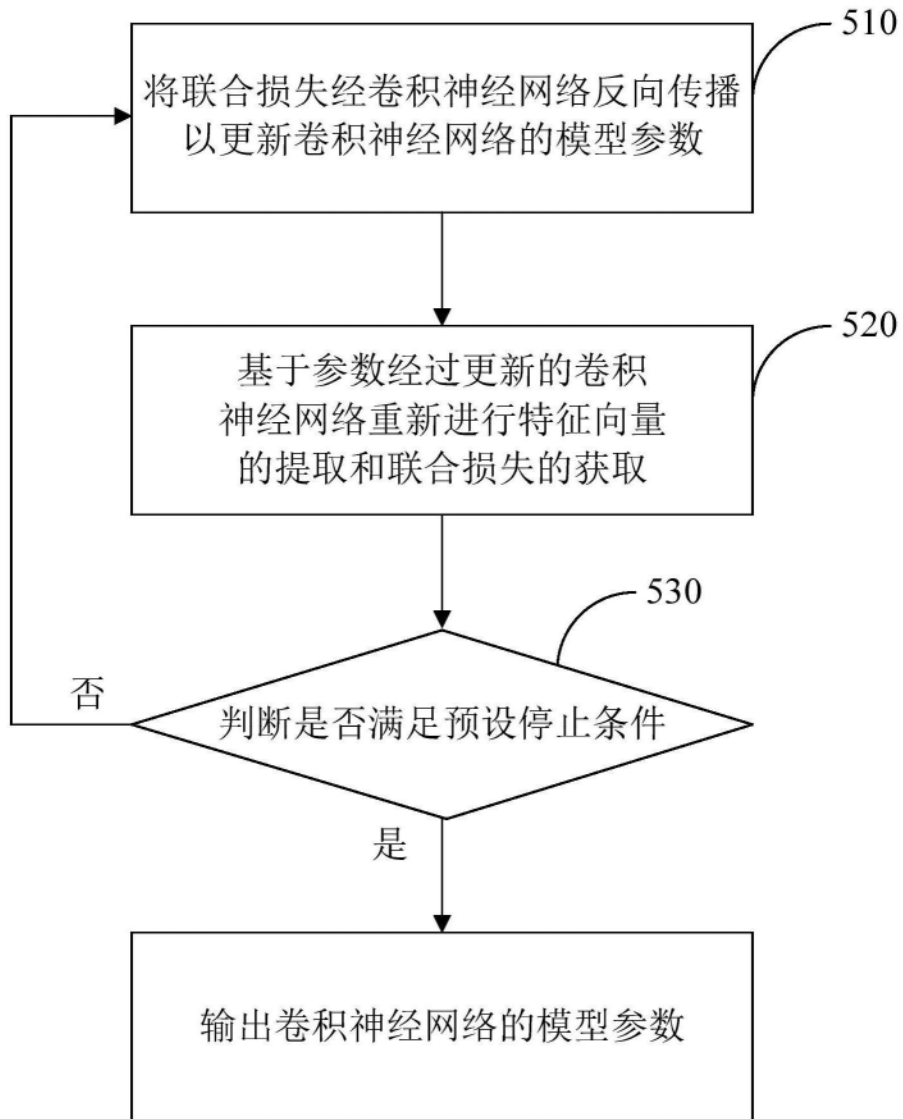 510
将联合损失经卷积神经网络反向传播
以更新卷积神经网络的模型参数
520
基于参数经过更新的卷积
神经网络重新进行特征向量
的提取和联合损失的获取
530
否
判断是否满足预设停止条件
是
输出卷积神经网络的模型参数